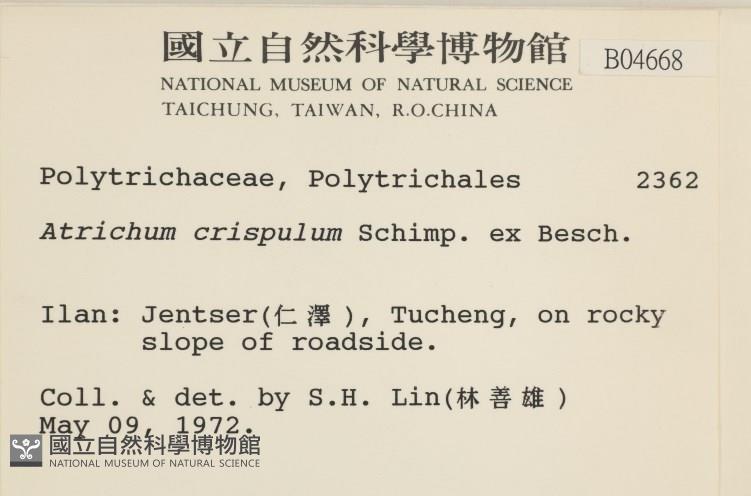 國立自然科學博物館 B04668
NATIONAL MUSEUM OF NATURAL SCIENCE
TAICHUNG, TAIWAN, R.O.CHINA
Polytrichaceae, Polytrichales 2362
Atrichum crispulum Schimp. ex Besch.
Ilan: Jentser(仁澤), Tucheng, on rocky
slope of roadside.
Coll. & det. by S.H. Lin(林善雄)
May 09, 1972.
國立自然科學博物館
NATIONAL MUSEUM OF NATURAL SCIENCE